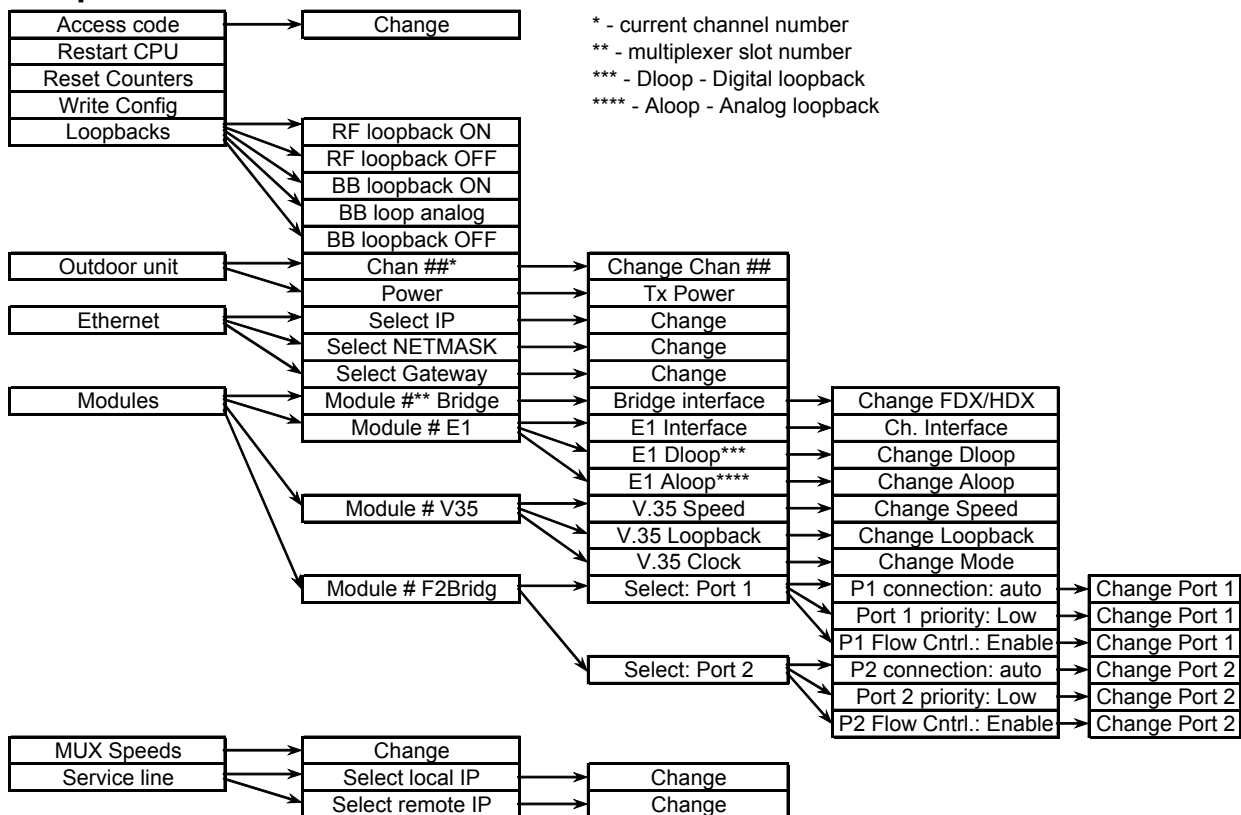 Access code
Change
* - current channel number
Restart CPU
** - multiplexer slot number
Reset Counters
*** - Dloop - Digital loopback
Write Config
**** - Aloop - Analog loopback
Loopbacks
RF loopback ON
RF loopback OFF
BB loopback ON
BB loop analog
BB loopback OFF
Outdoor unit
Chan ##*
Change Chan ##
Power
Tx Power
Ethernet
Select IP
Change
Select NETMASK
Change
Select Gateway
Change
Modules
Module #** Bridge
Bridge interface
Change FDX/HDX
Module # E1
E1 Interface
Ch. Interface
E1 Dloop***
Change Dloop
E1 Aloop****
Change Aloop
Module # V35
V.35 Speed
Change Speed
V.35 Loopback
Change Loopback
V.35 Clock
Change Mode
Module # F2Bridg
Select: Port 1
P1 connection: auto
Change Port 1
Port 1 priority: Low
Change Port 1
P1 Flow Cntrl.: Enable
Change Port 1
Select: Port 2
P2 connection: auto
Change Port 2
Port 2 priority: Low
Change Port 2
P2 Flow Cntrl.: Enable
Change Port 2
MUX Speeds
Change
Service line
Select local IP
Change
Select remote IP
Change